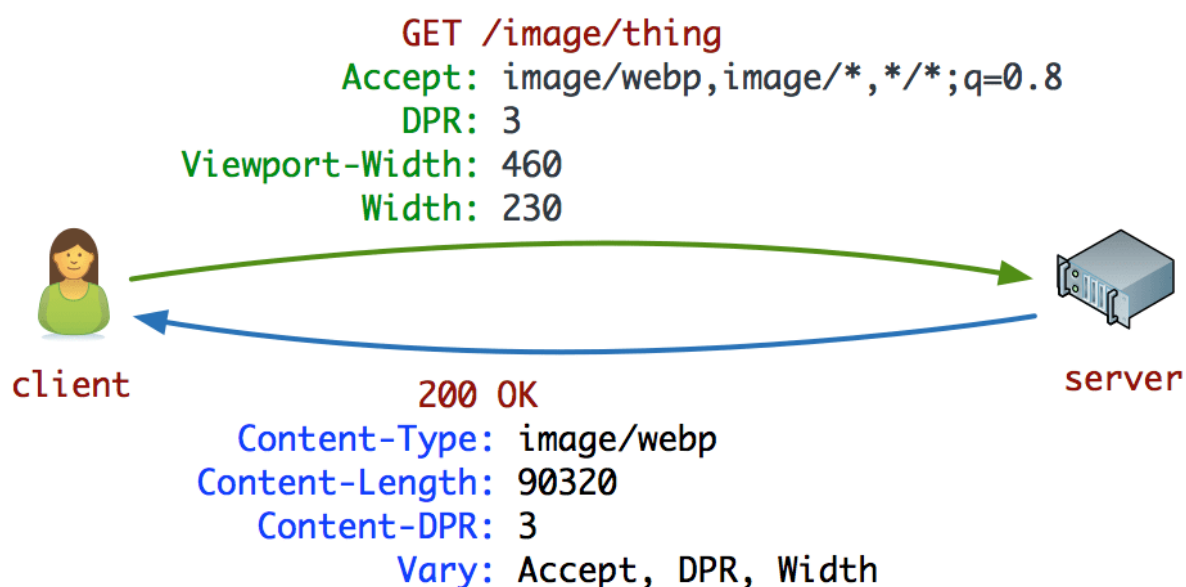 GET /image/thing
Accept: image/webp,image/*,*/*;q=0.8
DPR: 3
Viewport-Width: 460
Width: 230
client
server
200 OK
Content-Type: image/webp
Content-Length: 90320
Content-DPR: 3
Vary: Accept, DPR, Width